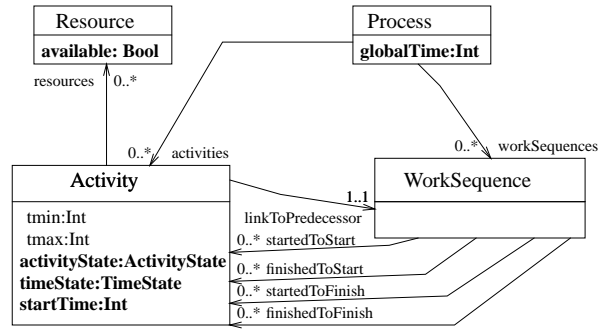 Resource
available: Bool
Process
globalTime:Int
resources
0..*
0..*
activities
0..*
workSequences
Activity
tmin:Int
tmax:Int
activityState:ActivityState
timeState:TimeState
startTime:Int
1..1
WorkSequence
linkToPredecessor
0..* startedToStart
0..* finishedToStart
0..* startedToFinish
0..* finishedToFinish